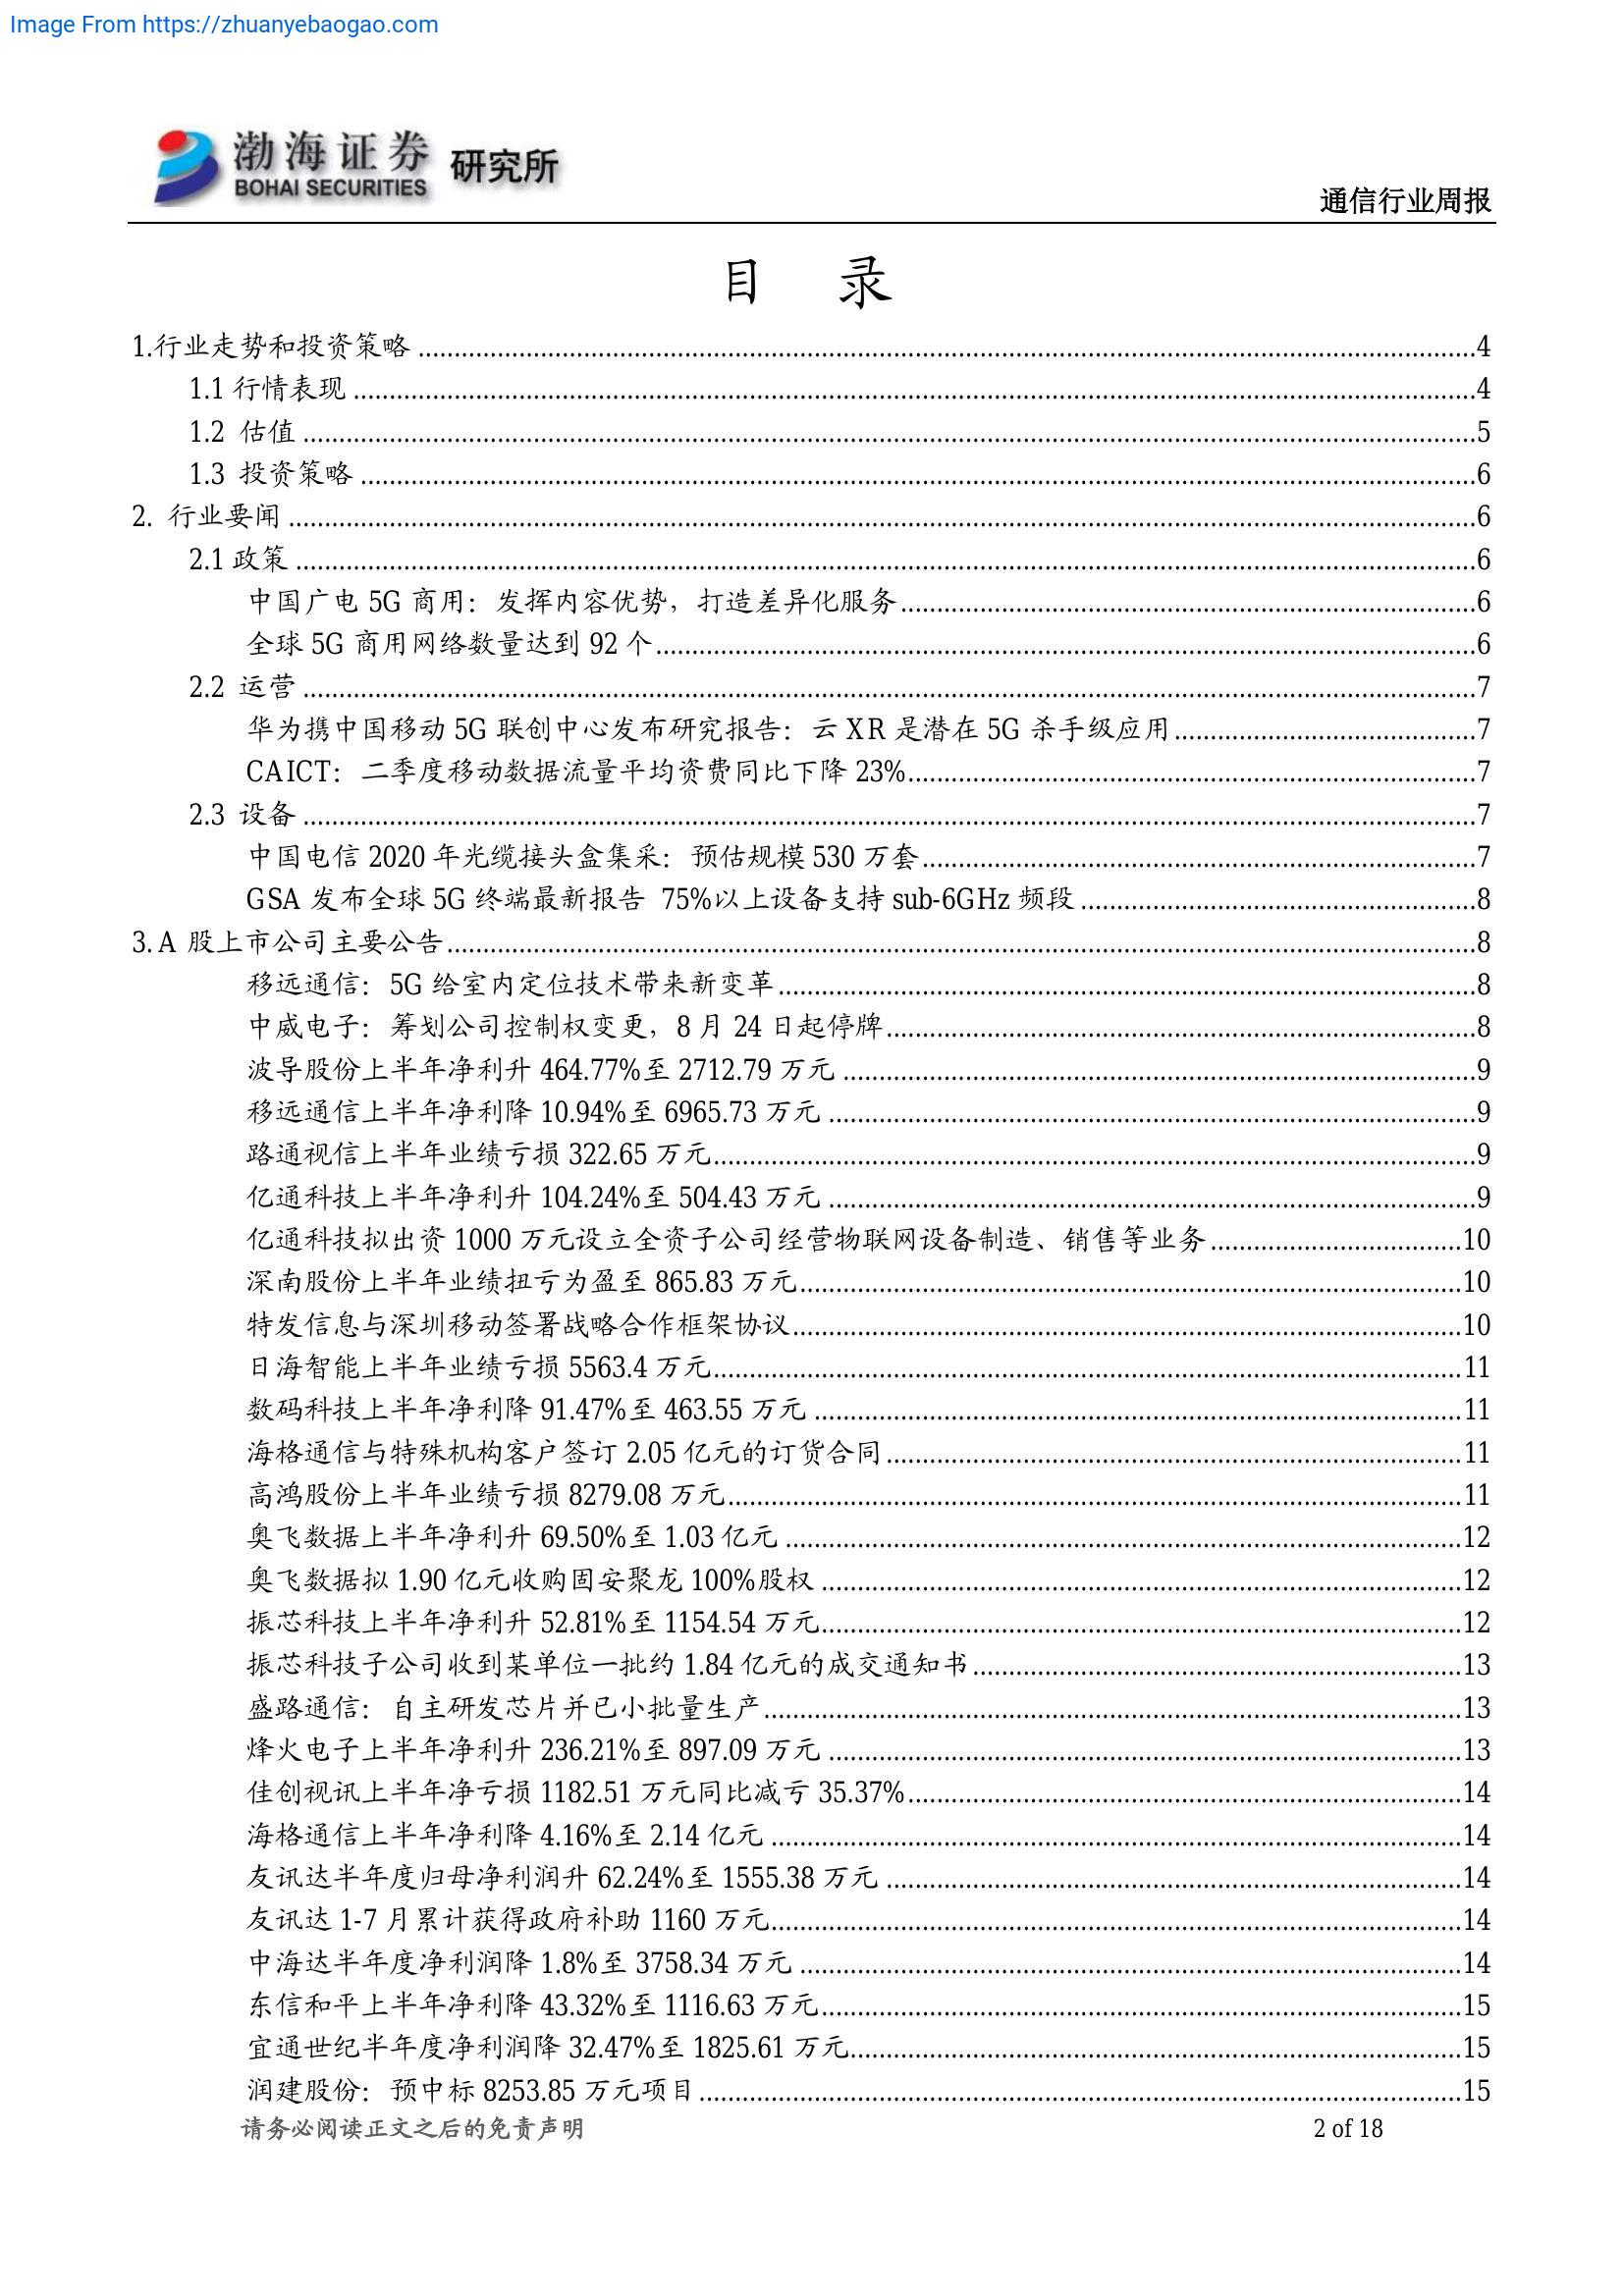 Image From https://zhuanyebaogao.com
渤海证券 研究所
BOHAI SECURITIES
通信行业周报
目 录
1.行业走势和投资策略 ........ 4
1.1 行情表现 ........ 4
1.2 估值 ........ 5
1.3 投资策略 ........ 6
2. 行业要闻 ........ 6
2.1 政策 ........ 6
中国广电 5G 商用：发挥内容优势，打造差异化服务 ........ 6
全球 5G 商用网络数量达到 92 个 ........ 6
2.2 运营 ........ 7
华为携中国移动 5G 联创中心发布研究报告：云 XR 是潜在 5G 杀手级应用 ........ 7
CAICT：二季度移动数据流量平均资费同比下降 23% ........ 7
2.3 设备 ........ 7
中国电信 2020 年光缆接头盒集采：预估规模 530 万套 ........ 7
GSA 发布全球 5G 终端最新报告 75%以上设备支持 sub-6GHz 频段 ........ 8
3. A 股上市公司主要公告 ........ 8
移远通信：5G 给室内定位技术带来新变革 ........ 8
中威电子：筹划公司控制权变更，8 月 24 日起停牌 ........ 8
波导股份上半年净利升 464.77%至 2712.79 万元 ........ 9
移远通信上半年净利降 10.94%至 6965.73 万元 ........ 9
路通视信上半年业绩亏损 322.65 万元 ........ 9
亿通科技上半年净利升 104.24%至 504.43 万元 ........ 9
亿通科技拟出资 1000 万元设立全资子公司经营物联网设备制造、销售等业务 ........ 10
深南股份上半年业绩扭亏为盈至 865.83 万元 ........ 10
特发信息与深圳移动签署战略合作框架协议 ........ 10
日海智能上半年业绩亏损 5563.4 万元 ........ 11
数码科技上半年净利降 91.47%至 463.55 万元 ........ 11
海格通信与特殊机构客户签订 2.05 亿元的订货合同 ........ 11
高鸿股份上半年业绩亏损 8279.08 万元 ........ 11
奥飞数据上半年净利升 69.50%至 1.03 亿元 ........ 12
奥飞数据拟 1.90 亿元收购固安聚龙 100%股权 ........ 12
振芯科技上半年净利升 52.81%至 1154.54 万元 ........ 12
振芯科技子公司收到某单位一批约 1.84 亿元的成交通知书 ........ 13
盛路通信：自主研发芯片并已小批量生产 ........ 13
烽火电子上半年净利升 236.21%至 897.09 万元 ........ 13
佳创视讯上半年净亏损 1182.51 万元同比减亏 35.37% ........ 14
海格通信上半年净利降 4.16%至 2.14 亿元 ........ 14
友讯达半年度归母净利润升 62.24%至 1555.38 万元 ........ 14
友讯达 1-7 月累计获得政府补助 1160 万元 ........ 14
中海达半年度净利润降 1.8%至 3758.34 万元 ........ 14
东信和平上半年净利降 43.32%至 1116.63 万元 ........ 15
宜通世纪半年度净利润降 32.47%至 1825.61 万元 ........ 15
润建股份：预中标 8253.85 万元项目 ........ 15
请务必阅读正文之后的免责声明
2 of 18